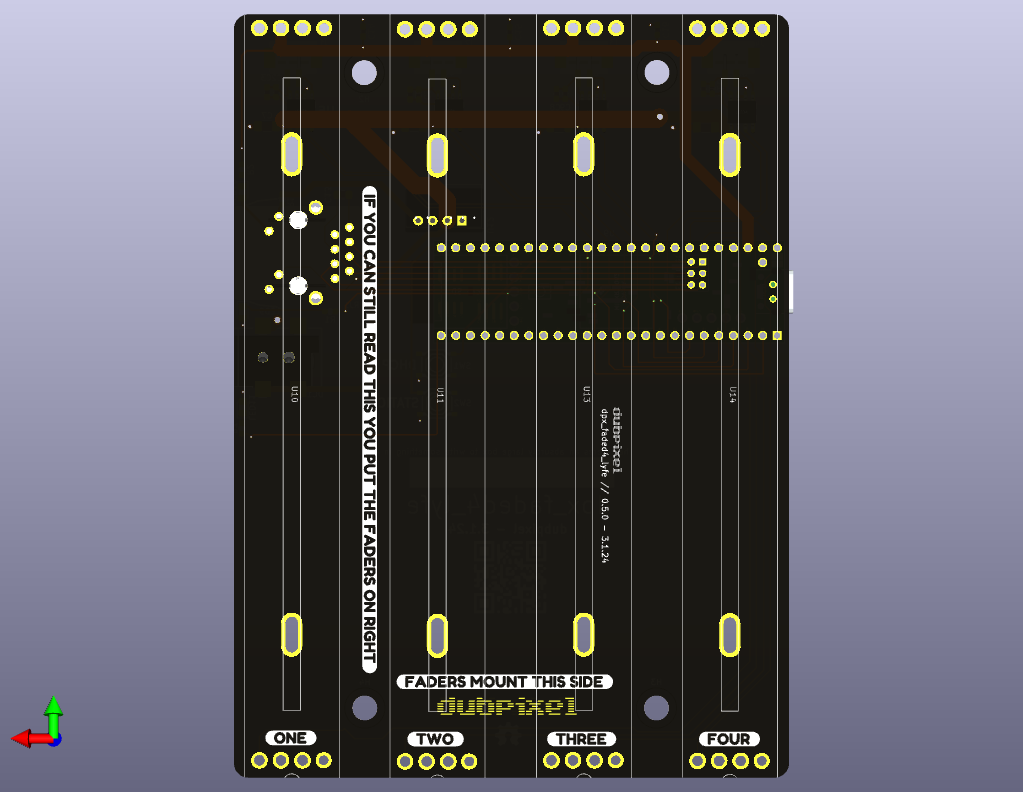 IF YOU CAN STILL READ THIS YOU PUT THE FADERS ON RIGHT
U10
U11
U13
U14
dubpixel
dpx_faded4_lyfe // 0.5.0 - 3.1.24
FADERS MOUNT THIS SIDE
dubpixel
ONE
TWO
THREE
FOUR